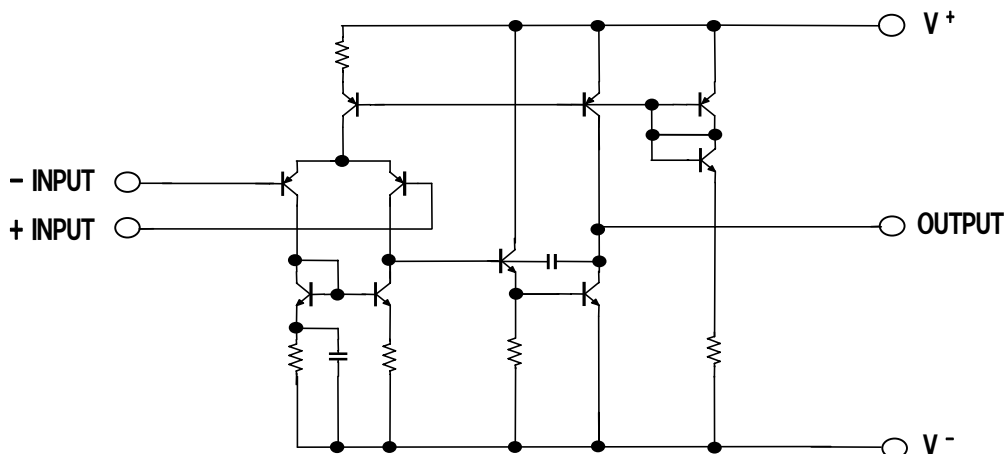 V+
- INPUT
+ INPUT
OUTPUT
V-